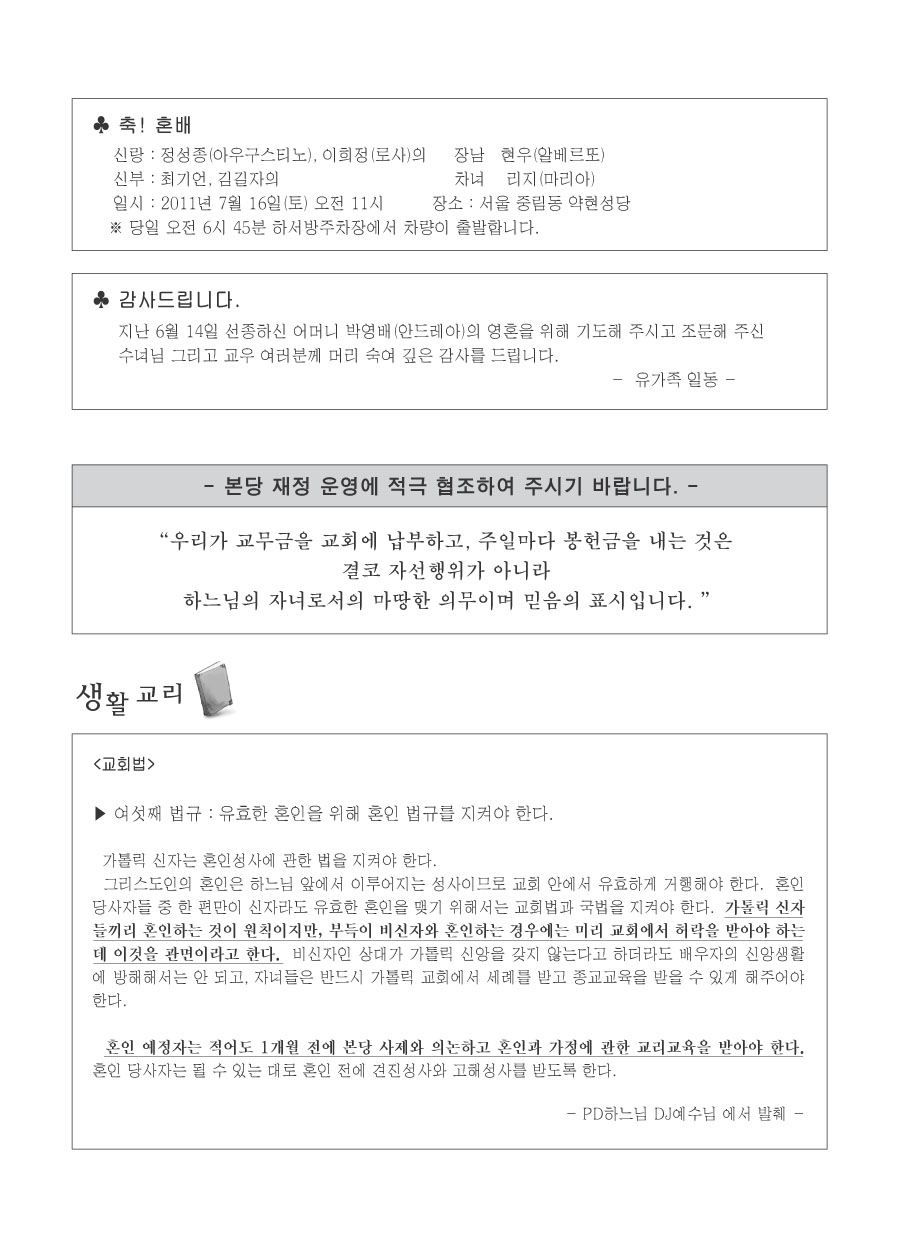 ♣ 축! 혼배
신랑 : 정성종(아우구스티노), 이희정(로사)의 장남 현우(알베르또)
신부 : 최기언, 김길자의 차녀 리지(마리아)
일시 : 2011년 7월 16일(토) 오전 11시 장소 : 서울 중림동 약현성당
※ 당일 오전 6시 45분 하서방주차장에서 차량이 출발합니다.
♣ 감사드립니다.
지난 6월 14일 선종하신 어머니 박영배(안드레아)의 영혼을 위해 기도해 주시고 조문해 주신
수녀님 그리고 교우 여러분께 머리 숙여 깊은 감사를 드립니다.
- 유가족 일동 -
- 본당 재정 운영에 적극 협조하여 주시기 바랍니다. -
“우리가 교무금을 교회에 납부하고, 주일마다 봉헌금을 내는 것은
결코 자선행위가 아니라
하느님의 자녀로서의 마땅한 의무이며 믿음의 표시입니다. ”
생활 교리
<교회법>
▶ 여섯째 법규 : 유효한 혼인을 위해 혼인 법규를 지켜야 한다.
가톨릭 신자는 혼인성사에 관한 법을 지켜야 한다.
그리스도인의 혼인은 하느님 앞에서 이루어지는 성사이므로 교회 안에서 유효하게 거행해야 한다. 혼인
당사자들 중 한 편만이 신자라도 유효한 혼인을 맺기 위해서는 교회법과 국법을 지켜야 한다. 가톨릭 신자
들끼리 혼인하는 것이 원칙이지만, 부득이 비신자와 혼인하는 경우에는 미리 교회에서 허락을 받아야 하는
데 이것을 관면이라고 한다. 비신자인 상대가 가톨릭 신앙을 갖지 않는다고 하더라도 배우자의 신앙생활
에 방해해서는 안 되고, 자녀들은 반드시 가톨릭 교회에서 세례를 받고 종교교육을 받을 수 있게 해주어야
한다.
혼인 예정자는 적어도 1개월 전에 본당 사제와 의논하고 혼인과 가정에 관한 교리교육을 받아야 한다.
혼인 당사자는 될 수 있는 대로 혼인 전에 견진성사와 고해성사를 받도록 한다.
- PD하느님 DJ예수님 에서 발췌 -